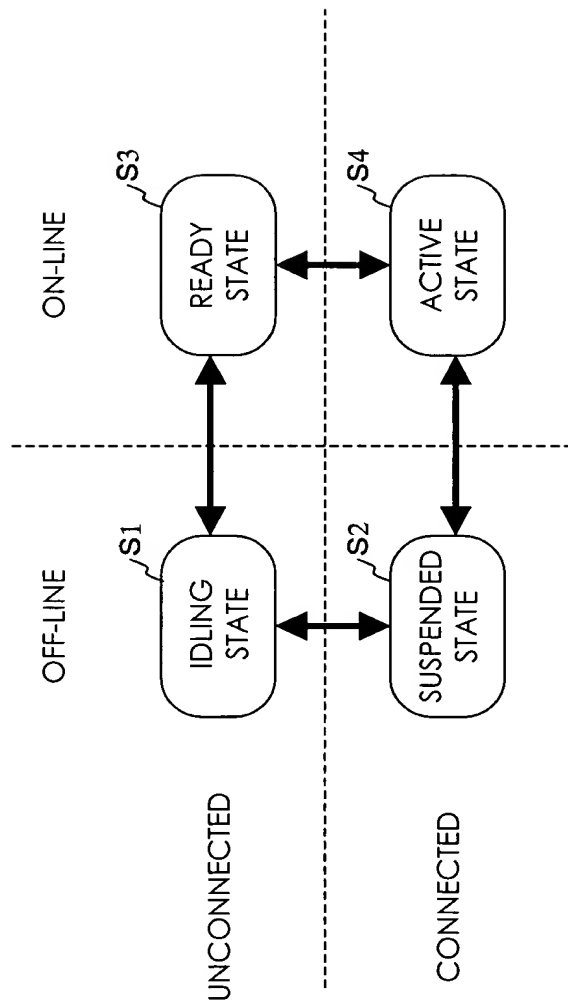 OFF-LINE
ON-LINE
UNCONNECTED
IDLING
STATE
S1
READY
STATE
S3
CONNECTED
SUSPENDED
STATE
S2
ACTIVE
STATE
S4